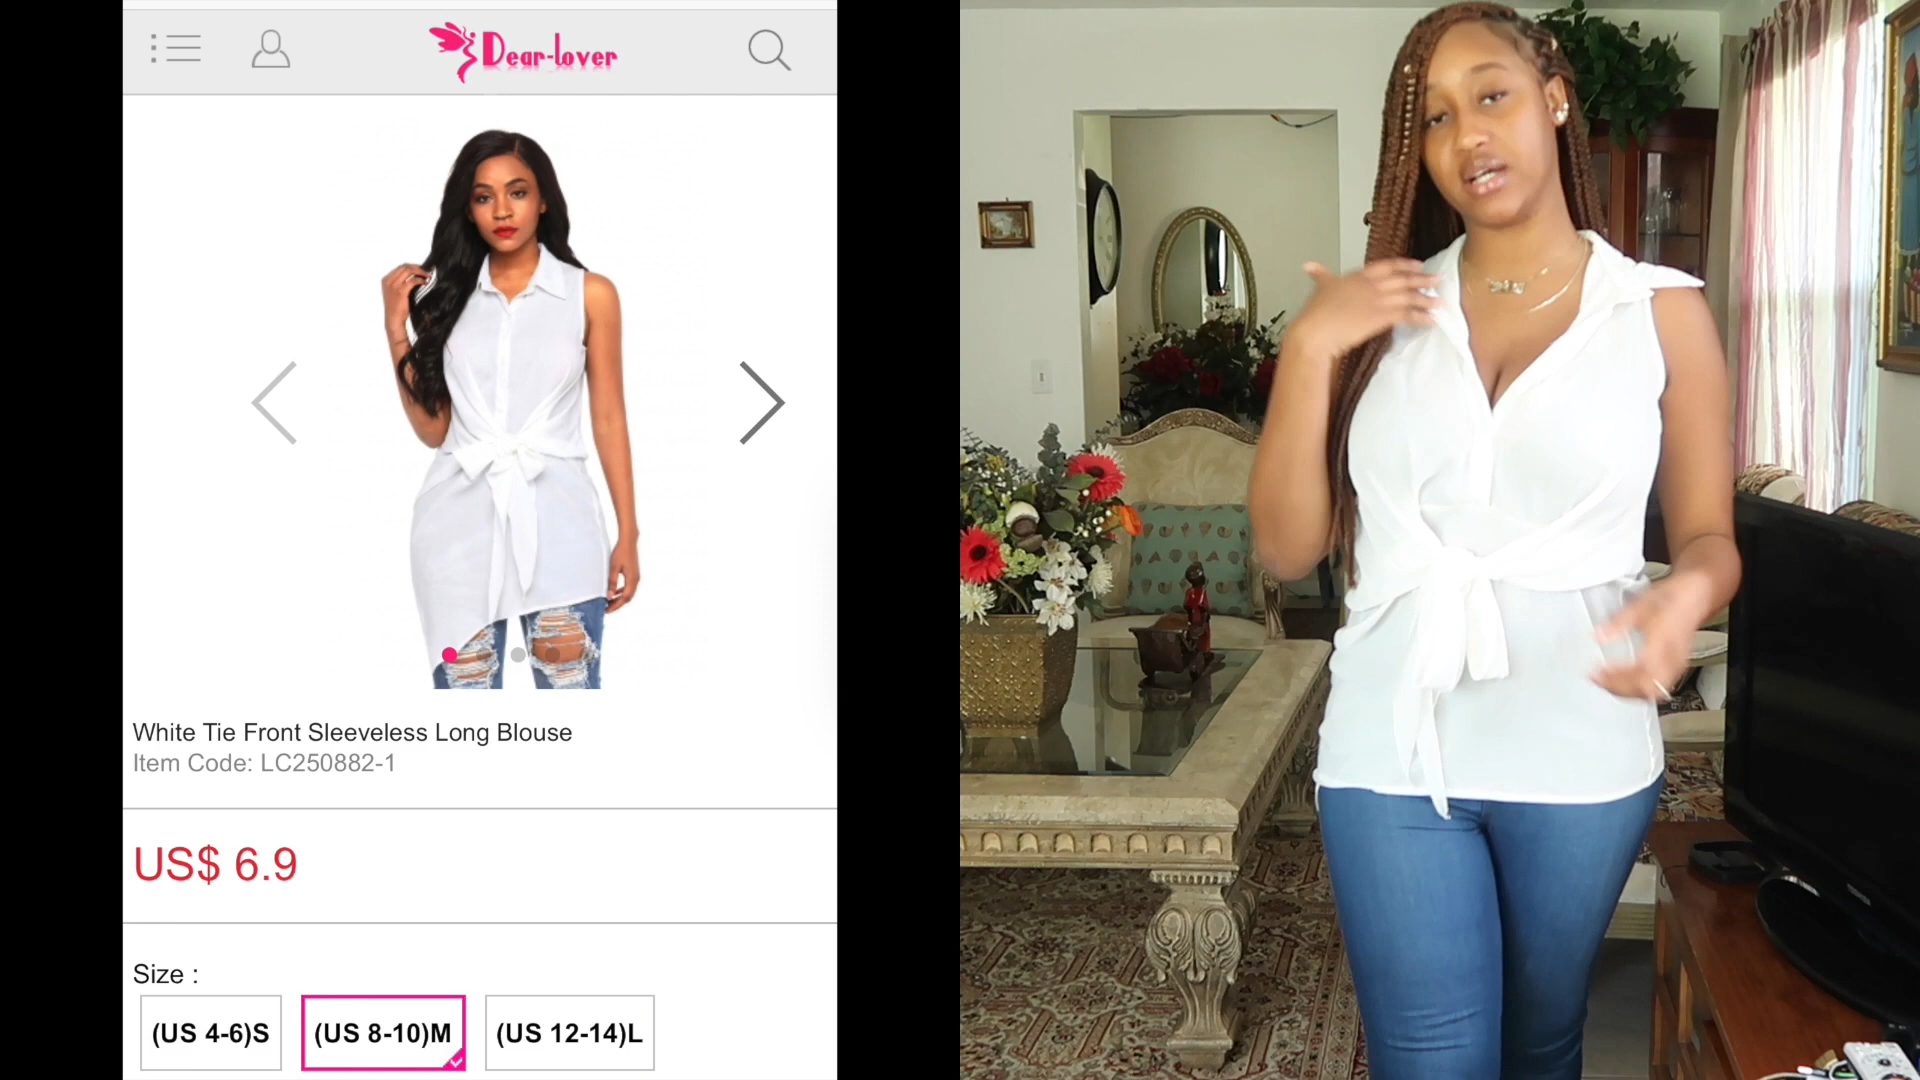 Dear-lover
White Tie Front Sleeveless Long Blouse
Item Code: LC250882-1
US$ 6.9
Size :
(US 4-6)S
(US 8-10)M
(US 12-14)L